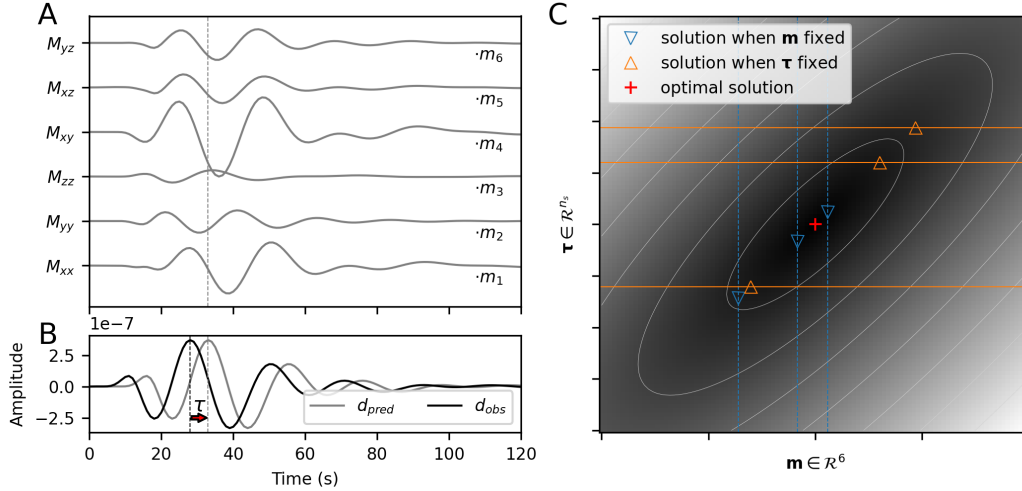 A
M_yz
·m_6
M_xz
·m_5
M_xy
·m_4
M_zz
·m_3
M_yy
·m_2
M_xx
·m_1
B
1e−7
Amplitude
2.5
0.0
−2.5
τ
d_pred
d_obs
0
20
40
60
80
100
120
Time (s)
C
solution when m fixed
solution when τ fixed
optimal solution
τ ∈ ℛ^{n_s}
m ∈ ℛ^6